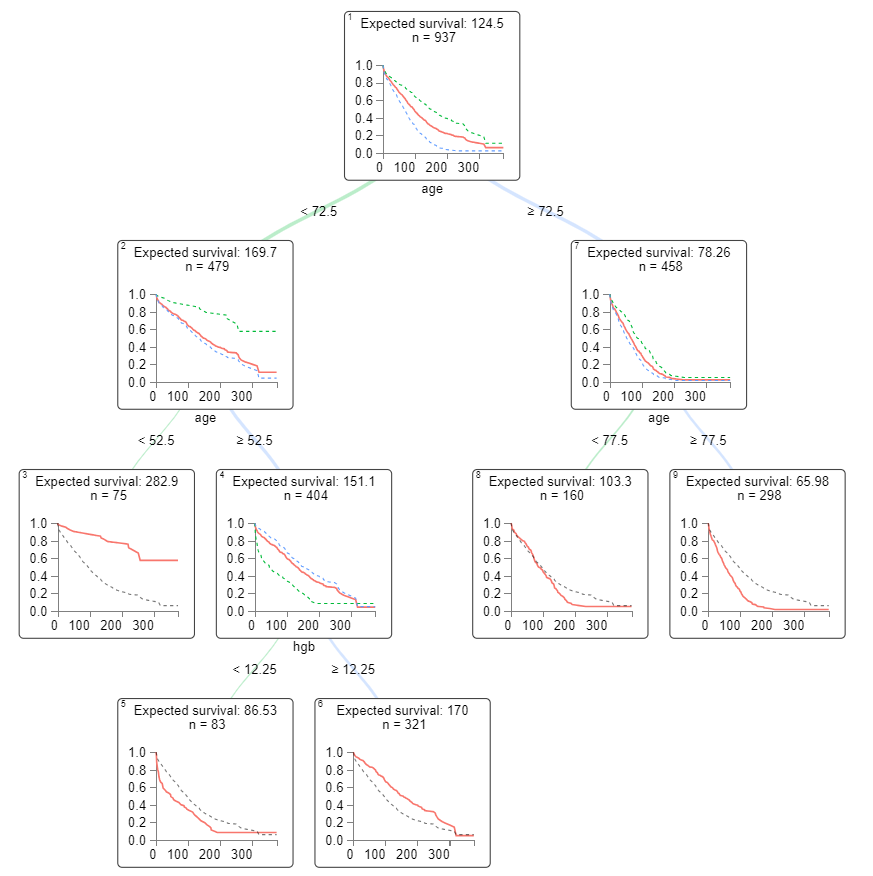 1
Expected survival: 124.5
n = 937
1.0
0.8
0.6
0.4
0.2
0.0
0 100 200 300
age
< 72.5
≥ 72.5
2
Expected survival: 169.7
n = 479
1.0
0.8
0.6
0.4
0.2
0.0
0 100 200 300
age
7
Expected survival: 78.26
n = 458
1.0
0.8
0.6
0.4
0.2
0.0
0 100 200 300
age
< 52.5
≥ 52.5
< 77.5
≥ 77.5
3
Expected survival: 282.9
n = 75
1.0
0.8
0.6
0.4
0.2
0.0
0 100 200 300
4
Expected survival: 151.1
n = 404
1.0
0.8
0.6
0.4
0.2
0.0
0 100 200 300
hgb
8
Expected survival: 103.3
n = 160
1.0
0.8
0.6
0.4
0.2
0.0
0 100 200 300
9
Expected survival: 65.98
n = 298
1.0
0.8
0.6
0.4
0.2
0.0
0 100 200 300
< 12.25
≥ 12.25
5
Expected survival: 86.53
n = 83
1.0
0.8
0.6
0.4
0.2
0.0
0 100 200 300
6
Expected survival: 170
n = 321
1.0
0.8
0.6
0.4
0.2
0.0
0 100 200 300